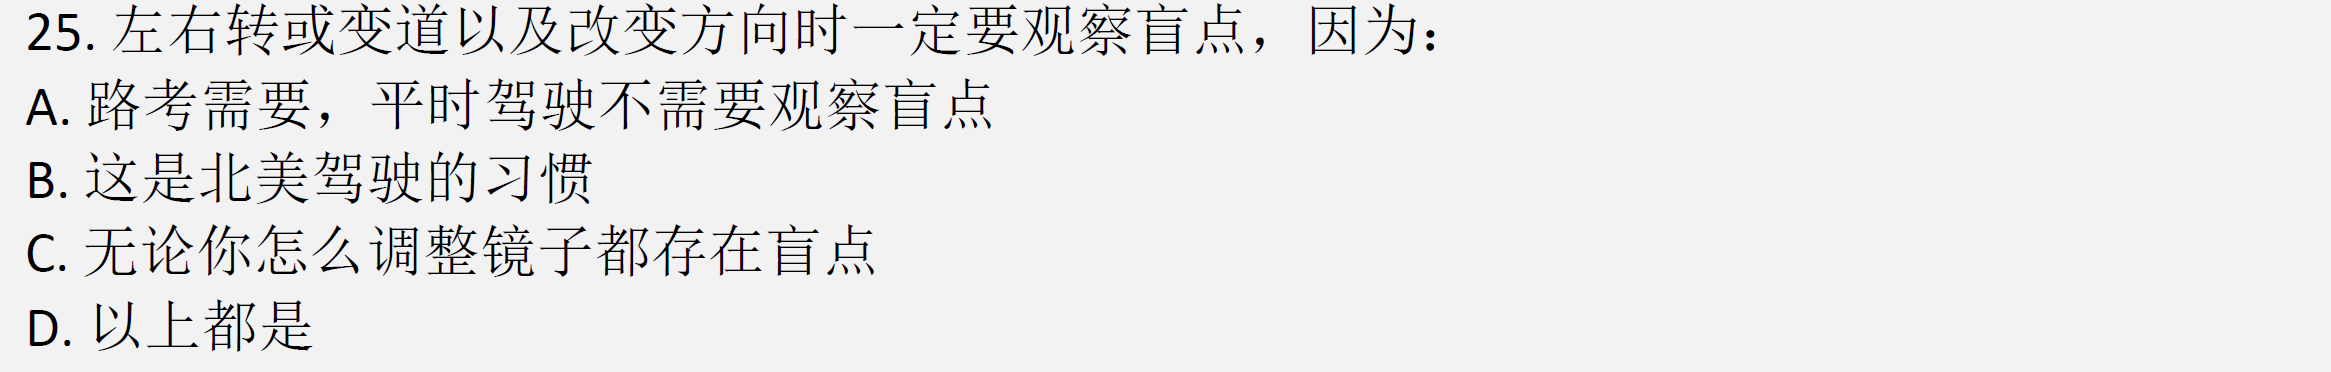 25. 左右转或变道以及改变方向时一定要观察盲点，因为：
A. 路考需要，平时驾驶不需要观察盲点
B. 这是北美驾驶的习惯
C. 无论你怎么调整镜子都存在盲点
D. 以上都是